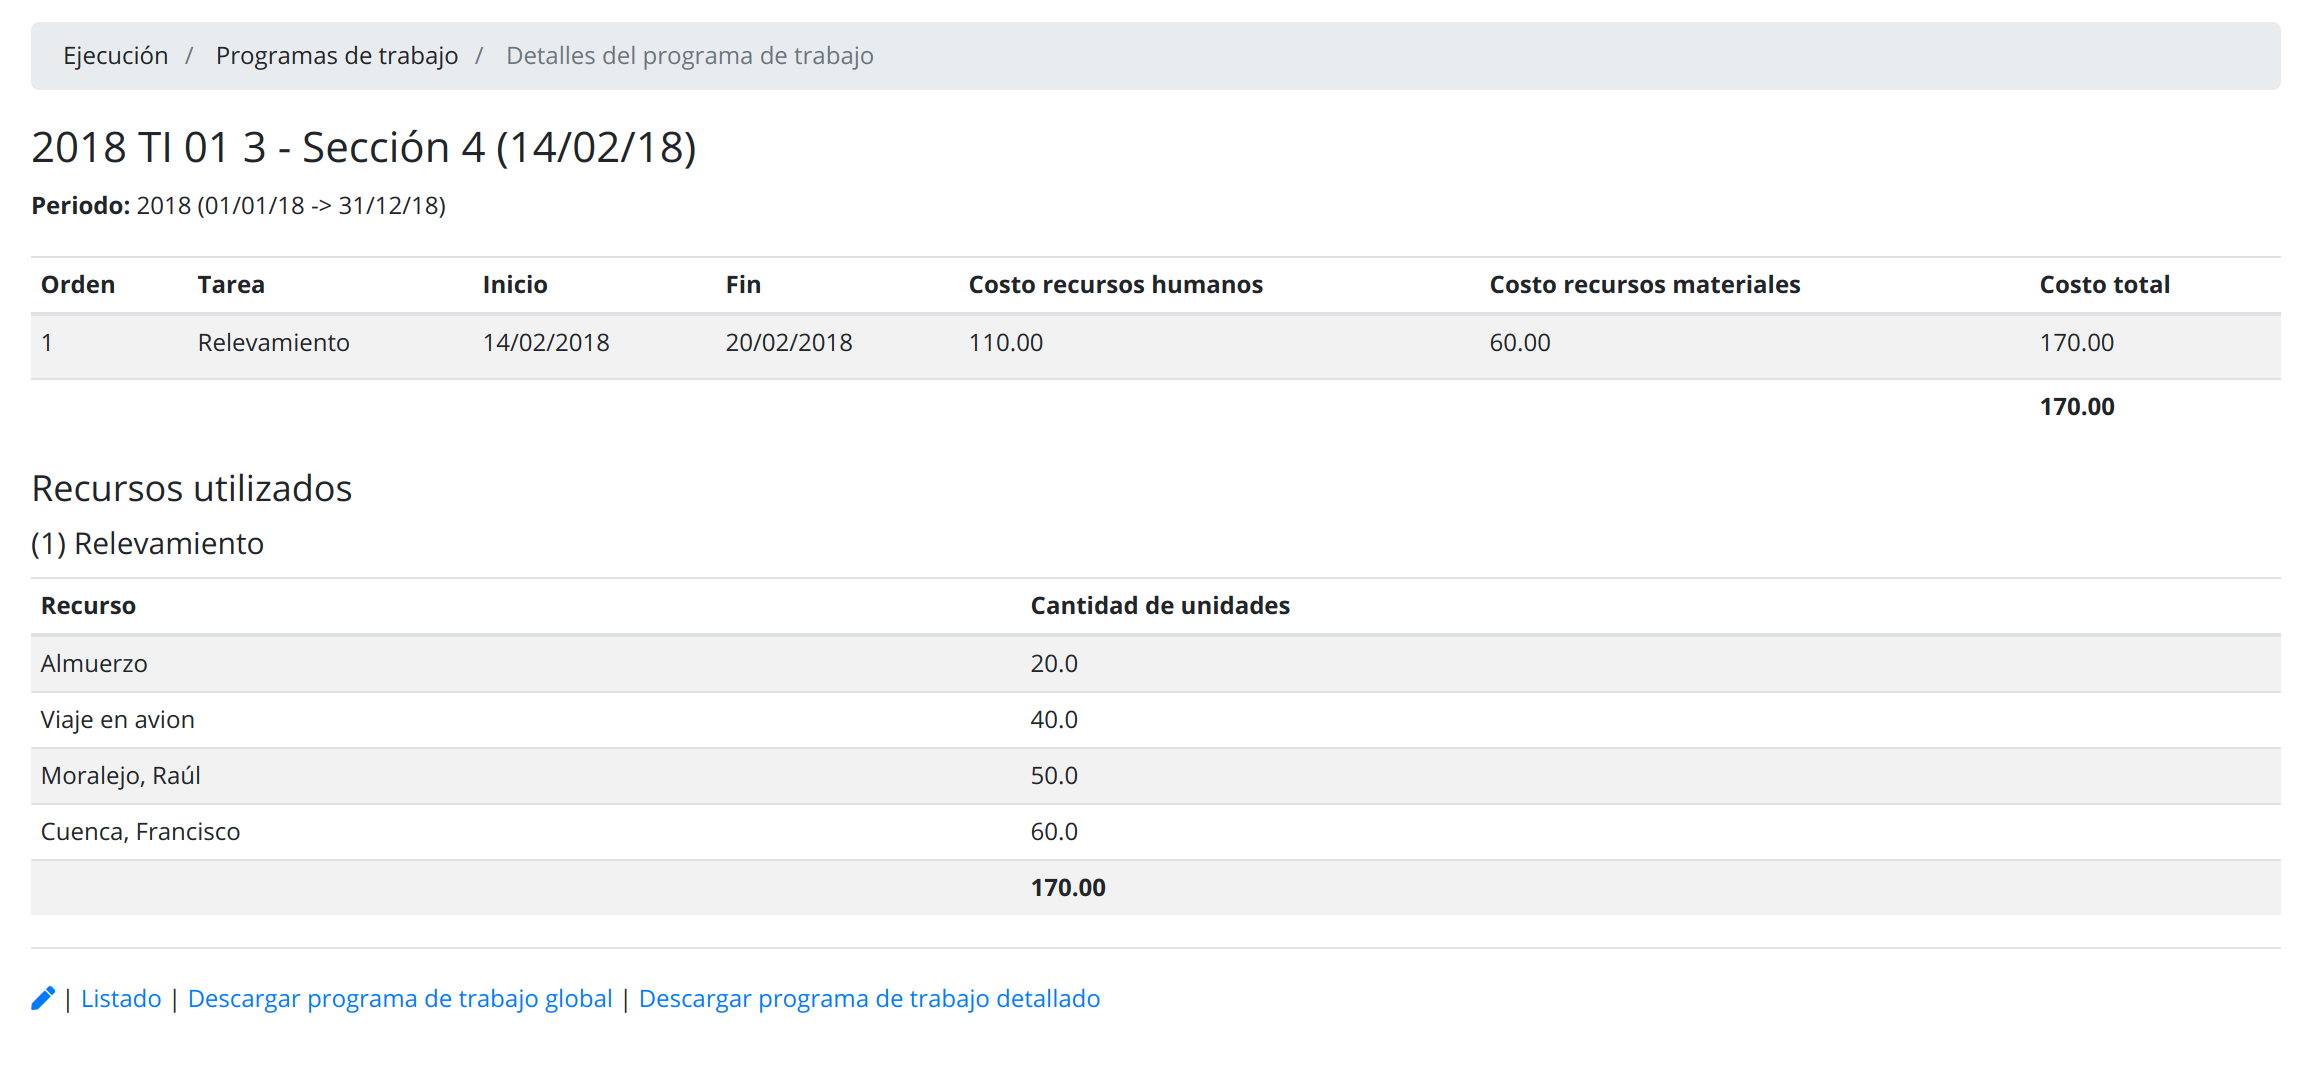 Ejecución / Programas de trabajo / Detalles del programa de trabajo
2018 TI 01 3 - Sección 4 (14/02/18)
Periodo: 2018 (01/01/18 -> 31/12/18)
Orden Tarea Inicio Fin Costo recursos humanos Costo recursos materiales Costo total
1 Relevamiento 14/02/2018 20/02/2018 110.00 60.00 170.00
170.00
Recursos utilizados
(1) Relevamiento
Recurso Cantidad de unidades
Almuerzo 20.0
Viaje en avion 40.0
Moralejo, Raúl 50.0
Cuenca, Francisco 60.0
170.00
| Listado | Descargar programa de trabajo global | Descargar programa de trabajo detallado